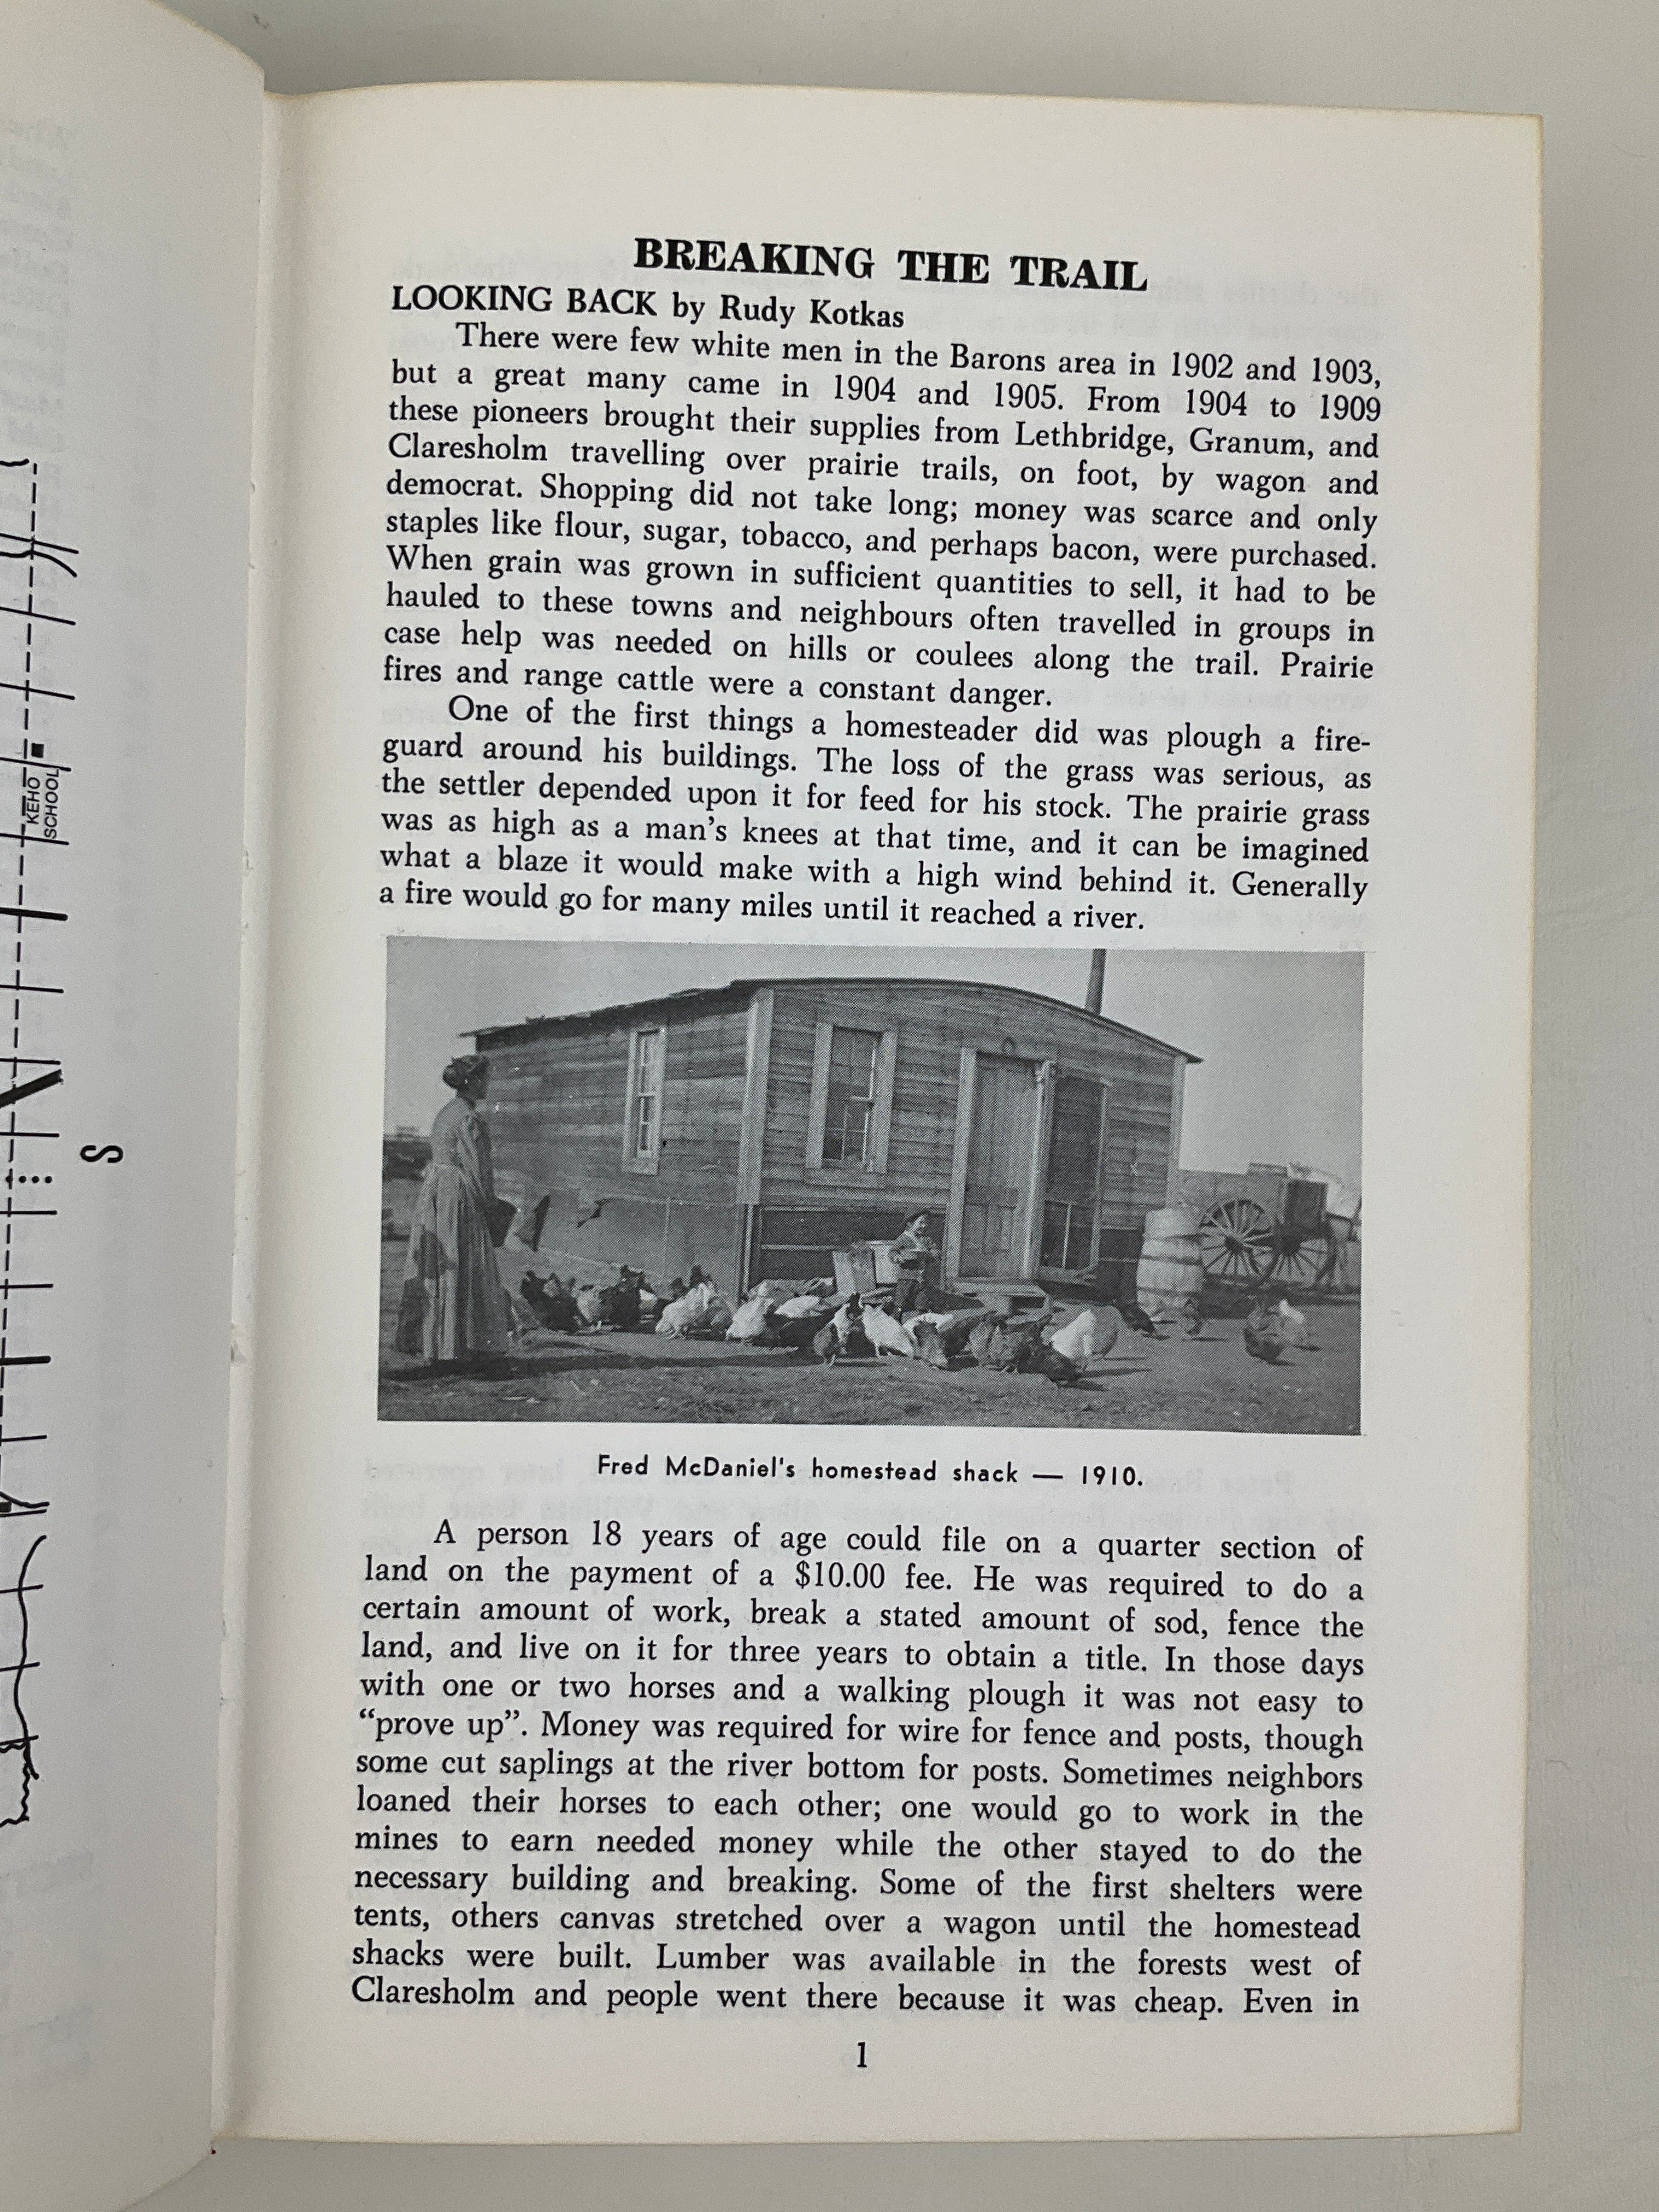 KEHO
SCHOOL
S
BREAKING THE TRAIL
LOOKING BACK by Rudy Kotkas
There were few white men in the Barons area in 1902 and 1903,
but a great many came in 1904 and 1905. From 1904 to 1909
these pioneers brought their supplies from Lethbridge, Granum, and
Claresholm travelling over prairie trails, on foot, by wagon and
democrat. Shopping did not take long; money was scarce and only
staples like flour, sugar, tobacco, and perhaps bacon, were purchased.
When grain was grown in sufficient quantities to sell, it had to be
hauled to these towns and neighbours often travelled in groups in
case help was needed on hills or coulees along the trail. Prairie
fires and range cattle were a constant danger.
One of the first things a homesteader did was plough a fire-
guard around his buildings. The loss of the grass was serious, as
the settler depended upon it for feed for his stock. The prairie grass
was as high as a man's knees at that time, and it can be imagined
what a blaze it would make with a high wind behind it. Generally
a fire would go for many miles until it reached a river.
Fred McDaniel's homestead shack — 1910.
A person 18 years of age could file on a quarter section of
land on the payment of a $10.00 fee. He was required to do a
certain amount of work, break a stated amount of sod, fence the
land, and live on it for three years to obtain a title. In those days
with one or two horses and a walking plough it was not easy to
“prove up”. Money was required for wire for fence and posts, though
some cut saplings at the river bottom for posts. Sometimes neighbors
loaned their horses to each other; one would go to work in the
mines to earn needed money while the other stayed to do the
necessary building and breaking. Some of the first shelters were
tents, others canvas stretched over a wagon until the homestead
shacks were built. Lumber was available in the forests west of
Claresholm and people went there because it was cheap. Even in
1